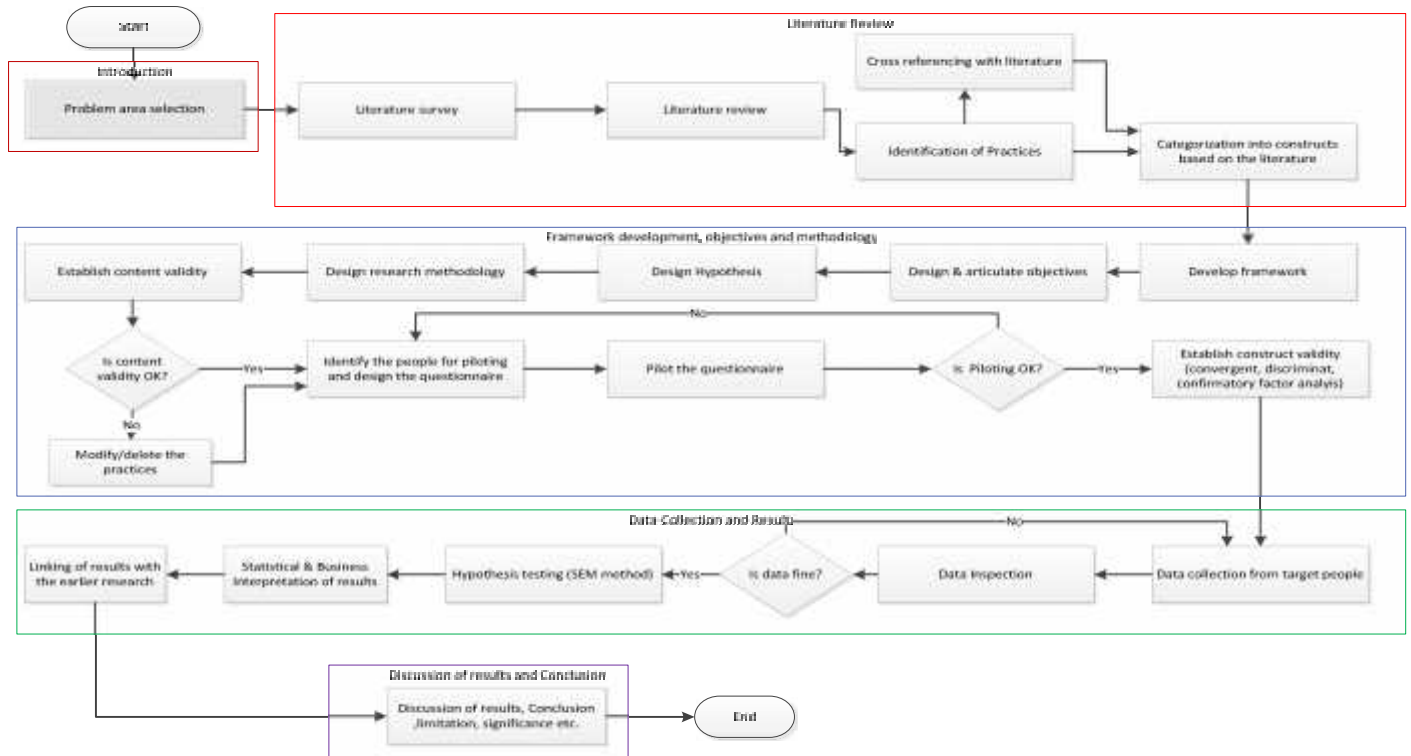 Start
Introduction
Problem area selection
Literature Review
Literature survey
Literature review
Cross referencing with literature
Identification of Practices
Categorization into constructs
based on the literature
Framework development, objectives and methodology
Establish content validity
Design research methodology
Design Hypothesis
Design & articulate objectives
Develop framework
No
Is content
validity OK?
Yes
Identify the people for piloting
and design the questionnaire
Pilot the questionnaire
Is Piloting OK?
Yes
Establish construct validity
(convergent, discriminat,
confirmatory factor analyis)
No
Modify/delete the
practices
Data Collection and Results
No
Linking of results with
the earlier research
Statistical & Business
Interpretation of results
Hypothesis testing (SEM method)
Yes
Is data fine?
Data Inspection
Data collection from target people
Discussion of results and Conclusion
Discussion of results, Conclusion
,limitation, significance etc.
End